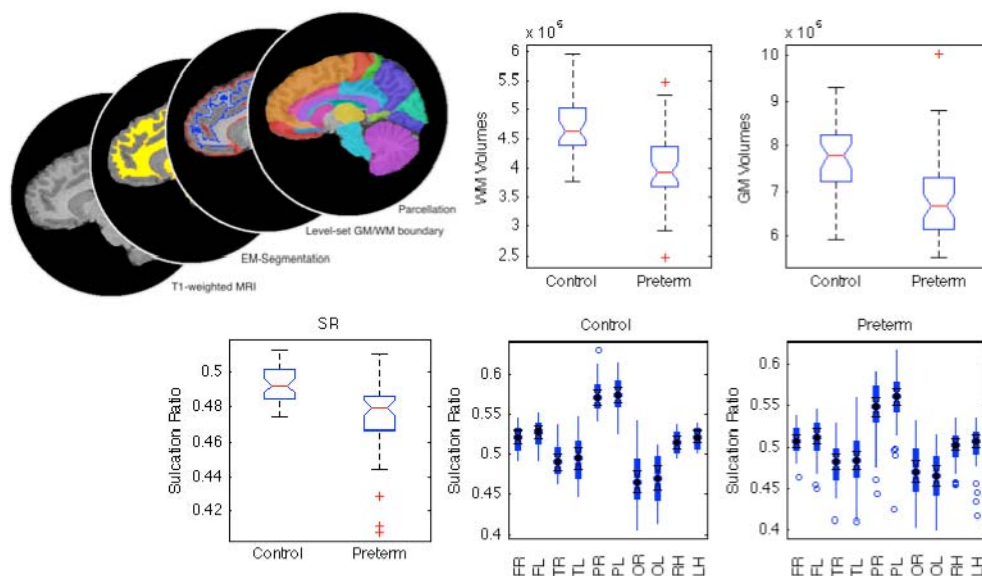 Parcellation
Level-set GM/WM boundary
EM-Segmentation
T1-weighted MRI
x 10^5
WM Volumes
6
5.5
5
4.5
4
3.5
3
2.5
Control Preterm
x 10^5
GM Volumes
10
9
8
7
6
Control Preterm
SR
Sulcation Ratio
0.5
0.48
0.46
0.44
0.42
Control Preterm
Control
Sulcation Ratio
0.6
0.55
0.5
0.45
0.4
FR FL TR TL PR PL OR OL RH LH
Preterm
Sulcation Ratio
0.6
0.55
0.5
0.45
0.4
FR FL TR TL PR PL OR OL RH LH